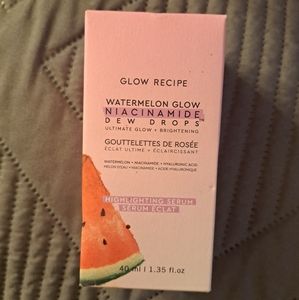 GLOW RECIPE
WATERMELON GLOW
NIACINAMIDE
DEW DROPS
ULTIMATE GLOW + BRIGHTENING
GOUTTELETTES DE ROSÉE
ÉCLAT ULTIME + ÉCLAIRCISSANT
WATERMELON + NIACINAMIDE + HYALURONIC ACID
MELON D'EAU + NIACINAMIDE + ACIDE HYALURONIQUE
HIGHLIGHTING SERUM
SÉRUM ÉCLAT
40 ml | 1.35 fl.oz